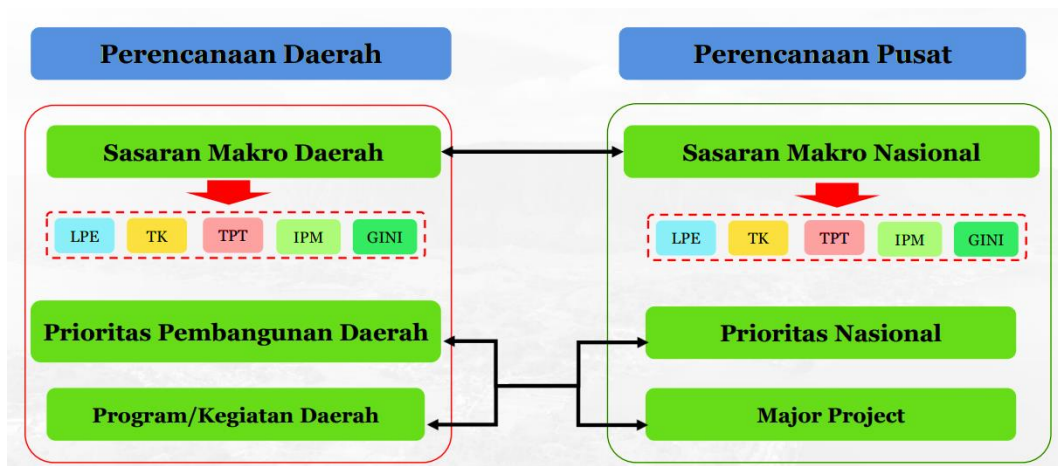 Perencanaan Daerah
Perencanaan Pusat
Sasaran Makro Daerah
Sasaran Makro Nasional
LPE TK TPT IPM GINI
LPE TK TPT IPM GINI
Prioritas Pembangunan Daerah
Prioritas Nasional
Program/Kegiatan Daerah
Major Project